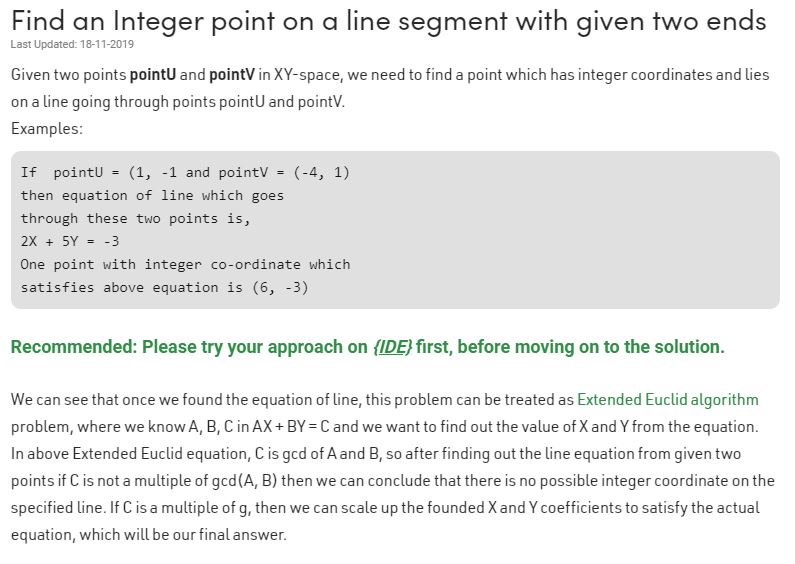 Find an Integer point on a line segment with given two ends
Last Updated: 18-11-2019
Given two points pointU and pointV in XY-space, we need to find a point which has integer coordinates and lies
on a line going through points pointU and pointV.
Examples:
If  pointU = (1, -1 and pointV = (-4, 1)
then equation of line which goes
through these two points is,
2X + 5Y = -3
One point with integer co-ordinate which
satisfies above equation is (6, -3)
Recommended: Please try your approach on {IDE} first, before moving on to the solution.
We can see that once we found the equation of line, this problem can be treated as Extended Euclid algorithm
problem, where we know A, B, C in AX + BY = C and we want to find out the value of X and Y from the equation.
In above Extended Euclid equation, C is gcd of A and B, so after finding out the line equation from given two
points if C is not a multiple of gcd(A, B) then we can conclude that there is no possible integer coordinate on the
specified line. If C is a multiple of g, then we can scale up the founded X and Y coefficients to satisfy the actual
equation, which will be our final answer.